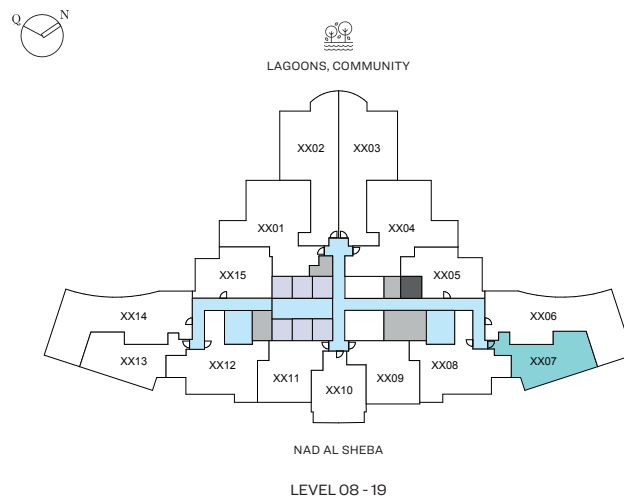 Q N
LAGOONS, COMMUNITY
XX02 XX03
XX01 XX04
XX15 XX05
XX14 XX06
XX13 XX12 XX11 XX10 XX09 XX08 XX07
NAD AL SHEBA
LEVEL 08 - 19